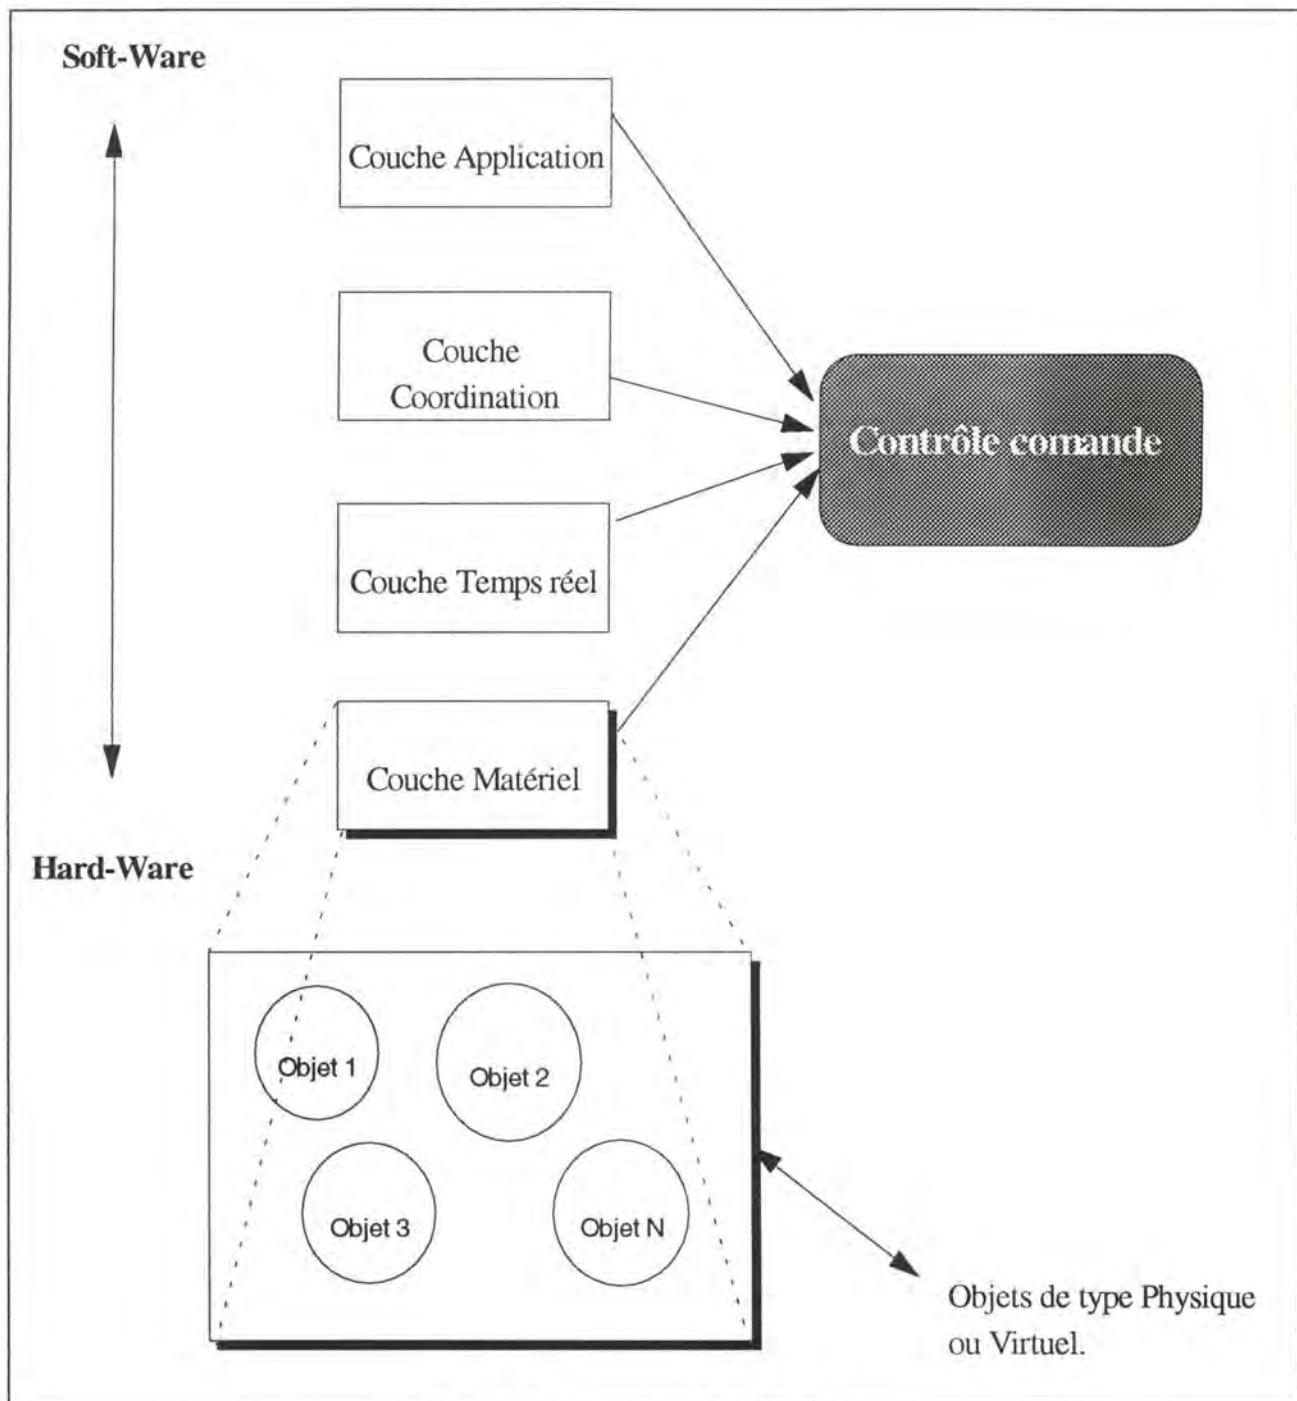 Soft-Ware
Couche Application
Couche
Coordination
Contrôle comande
Couche Temps réel
Couche Matériel
Hard-Ware
Objet 1
Objet 2
Objet 3
Objet N
Objets de type Physique
ou Virtuel.